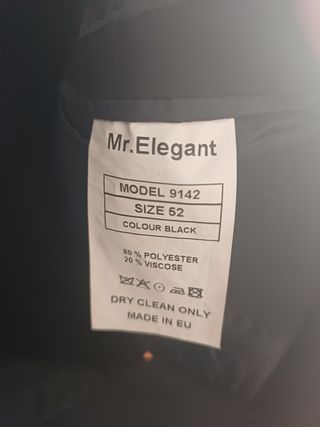 Mr.Elegant
MODEL 9142
SIZE 52
COLOUR BLACK
80 % POLYESTER
20 % VISCOSE
DRY CLEAN ONLY
MADE IN EU